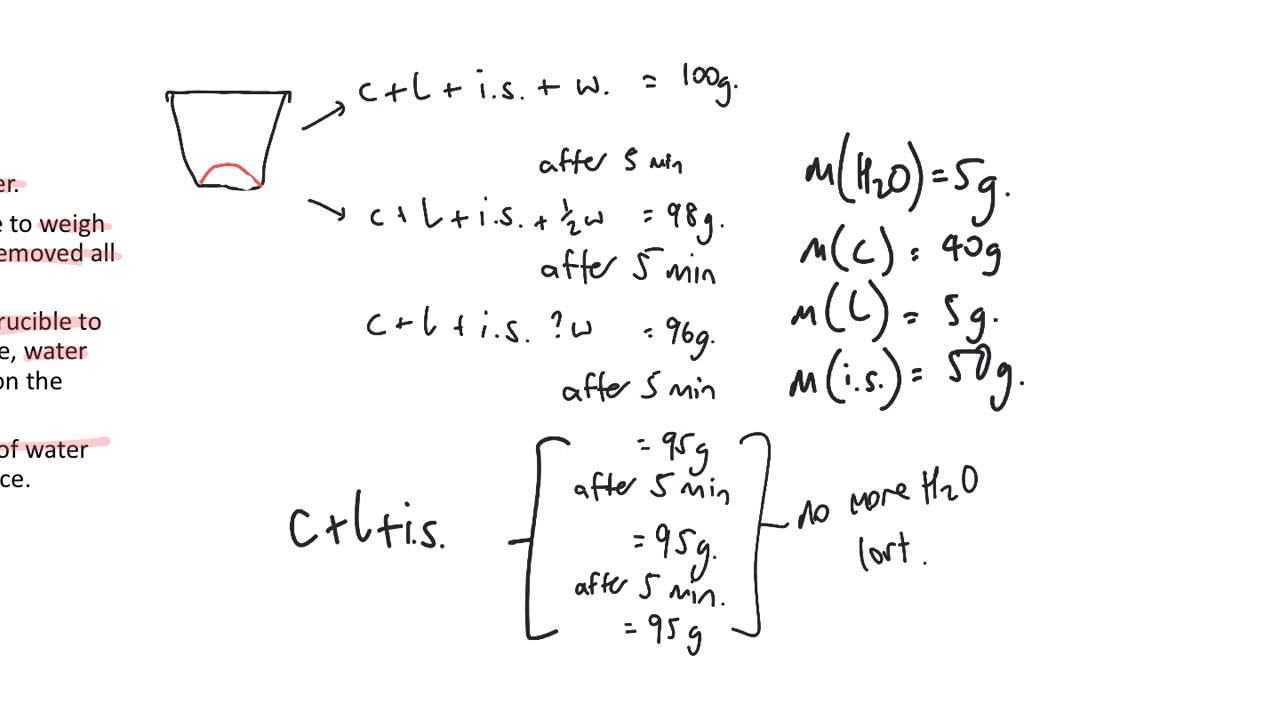 er.
e to weigh
emoved all
rucible to
e, water
on the
of water
ce.
c + l + i.s. + w. = 100g.
after 5 min
c + l + i.s. + ½w = 98g.
after 5 min
c + l + i.s. ?w = 96g.
after 5 min
= 95g
after 5 min
c + l + i.s. = 95g.
after 5 min.
= 95g
no more H2O
lort.
m(H2O) = 5g.
m(c) = 40g
m(l) = 5g.
m(i.s.) = 50g.